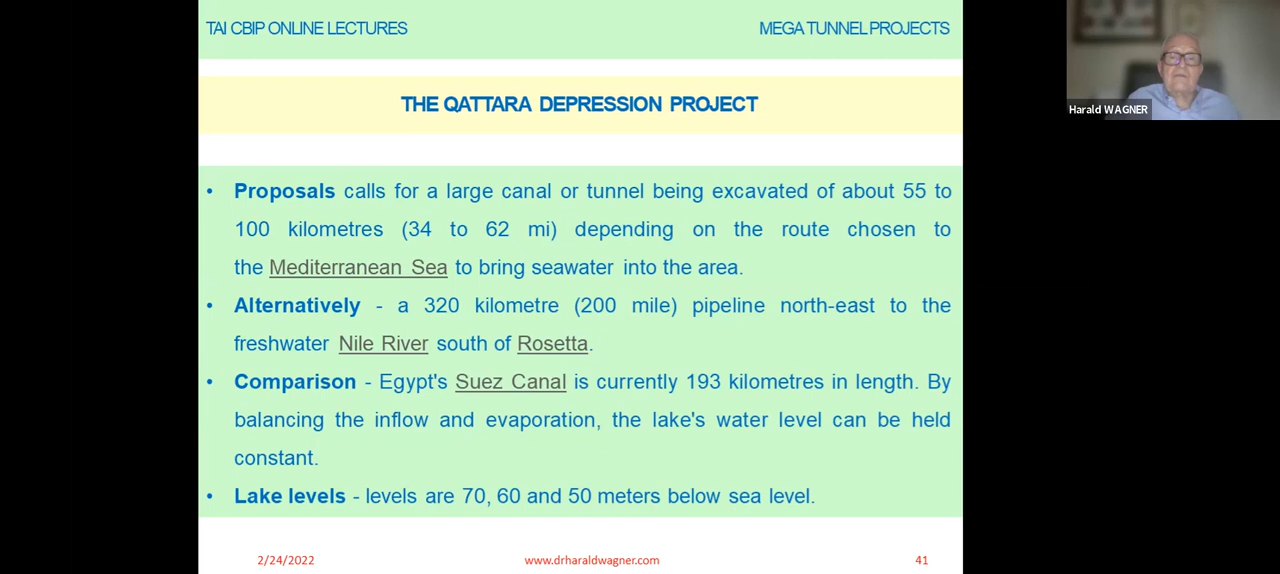 TAI CBIP ONLINE LECTURES MEGA TUNNEL PROJECTS
Harald WAGNER
THE QATTARA DEPRESSION PROJECT
• Proposals calls for a large canal or tunnel being excavated of about 55 to
100 kilometres (34 to 62 mi) depending on the route chosen to
the Mediterranean Sea to bring seawater into the area.
• Alternatively - a 320 kilometre (200 mile) pipeline north-east to the
freshwater Nile River south of Rosetta.
• Comparison - Egypt's Suez Canal is currently 193 kilometres in length. By
balancing the inflow and evaporation, the lake's water level can be held
constant.
• Lake levels - levels are 70, 60 and 50 meters below sea level.
2/24/2022 www.drharaldwagner.com 41